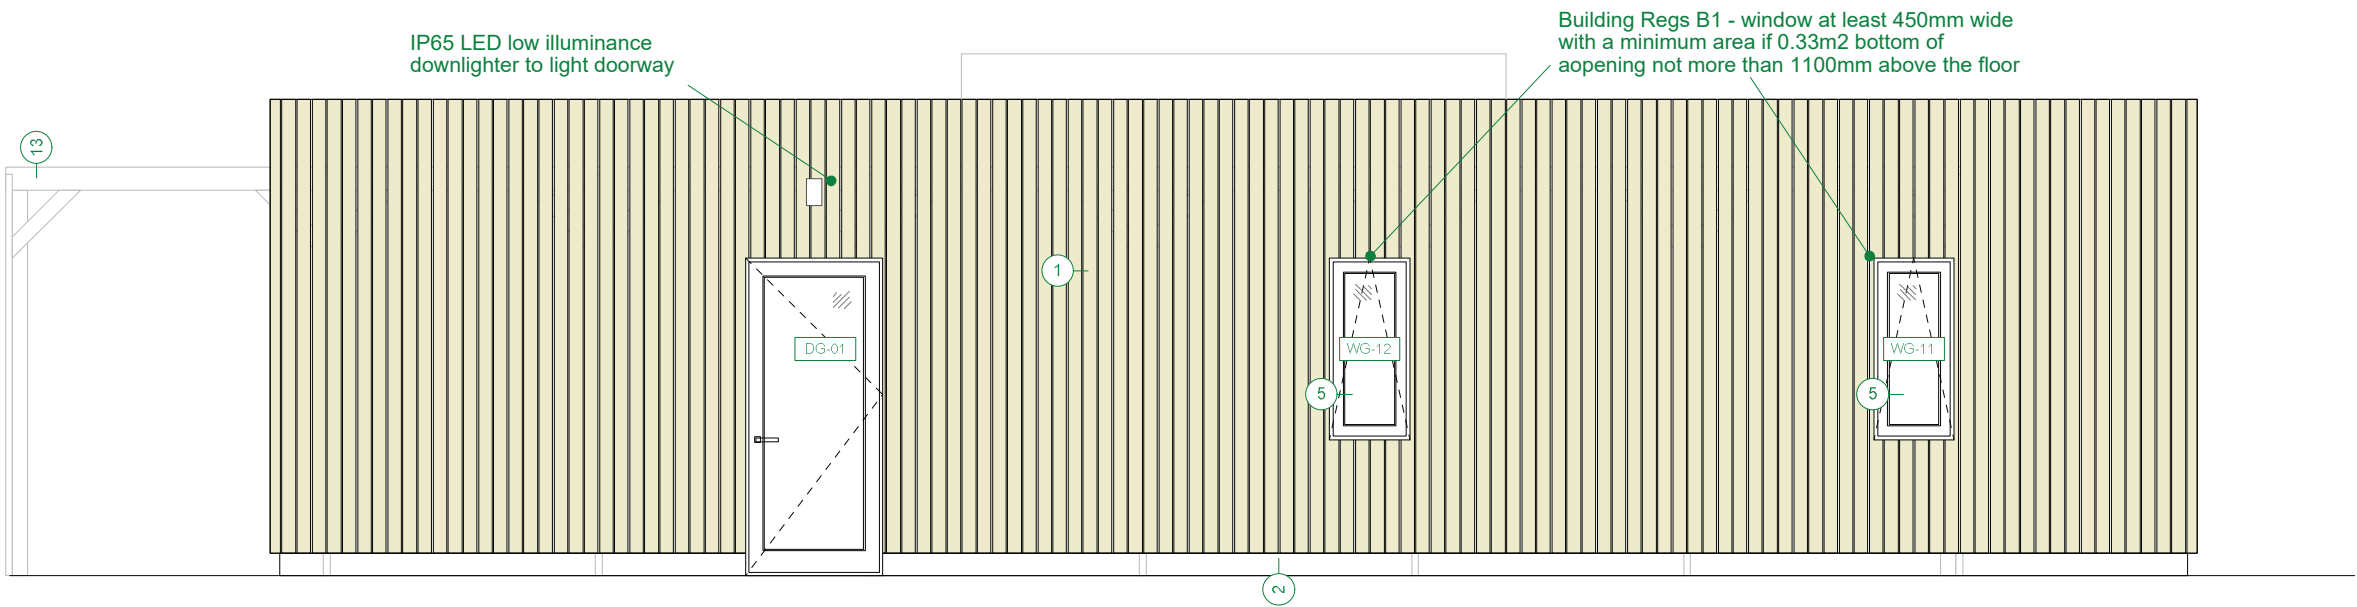 Building Regs B1 - window at least 450mm wide
with a minimum area if 0.33m2 bottom of
aopening not more than 1100mm above the floor
IP65 LED low illuminance
downlighter to light doorway
13
1
DG-01
WG-12
WG-11
5
5
2